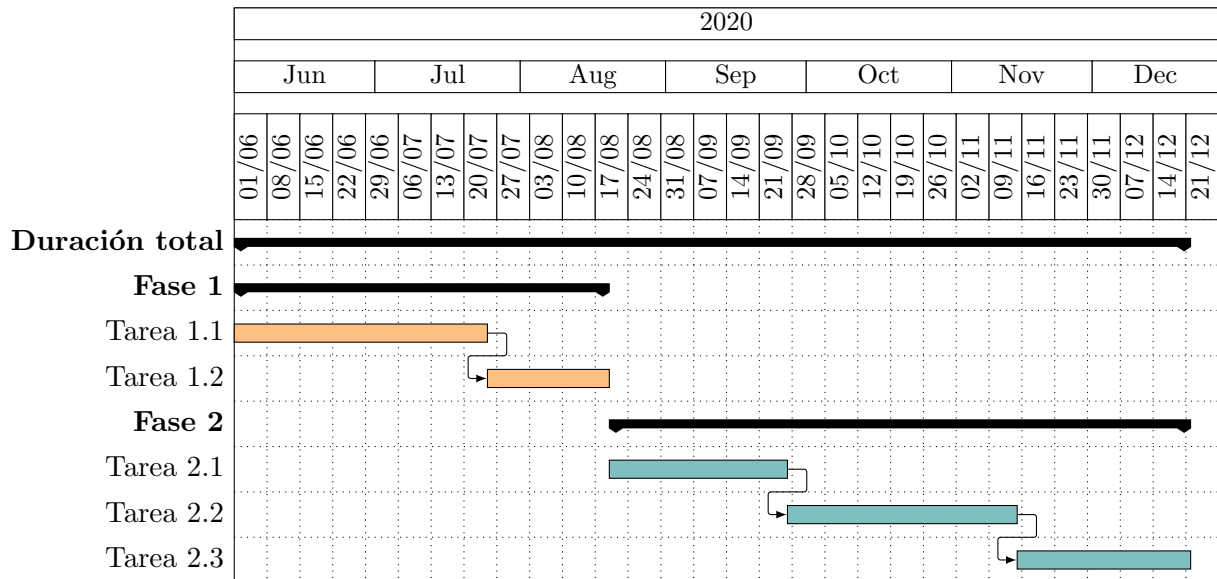 2020
Jun Jul Aug Sep Oct Nov Dec
01/06 08/06 15/06 22/06 29/06 06/07 13/07 20/07 27/07 03/08 10/08 17/08 24/08 31/08 07/09 14/09 21/09 28/09 05/10 12/10 19/10 26/10 02/11 09/11 16/11 23/11 30/11 07/12 14/12 21/12
Duración total
Fase 1
Tarea 1.1
Tarea 1.2
Fase 2
Tarea 2.1
Tarea 2.2
Tarea 2.3